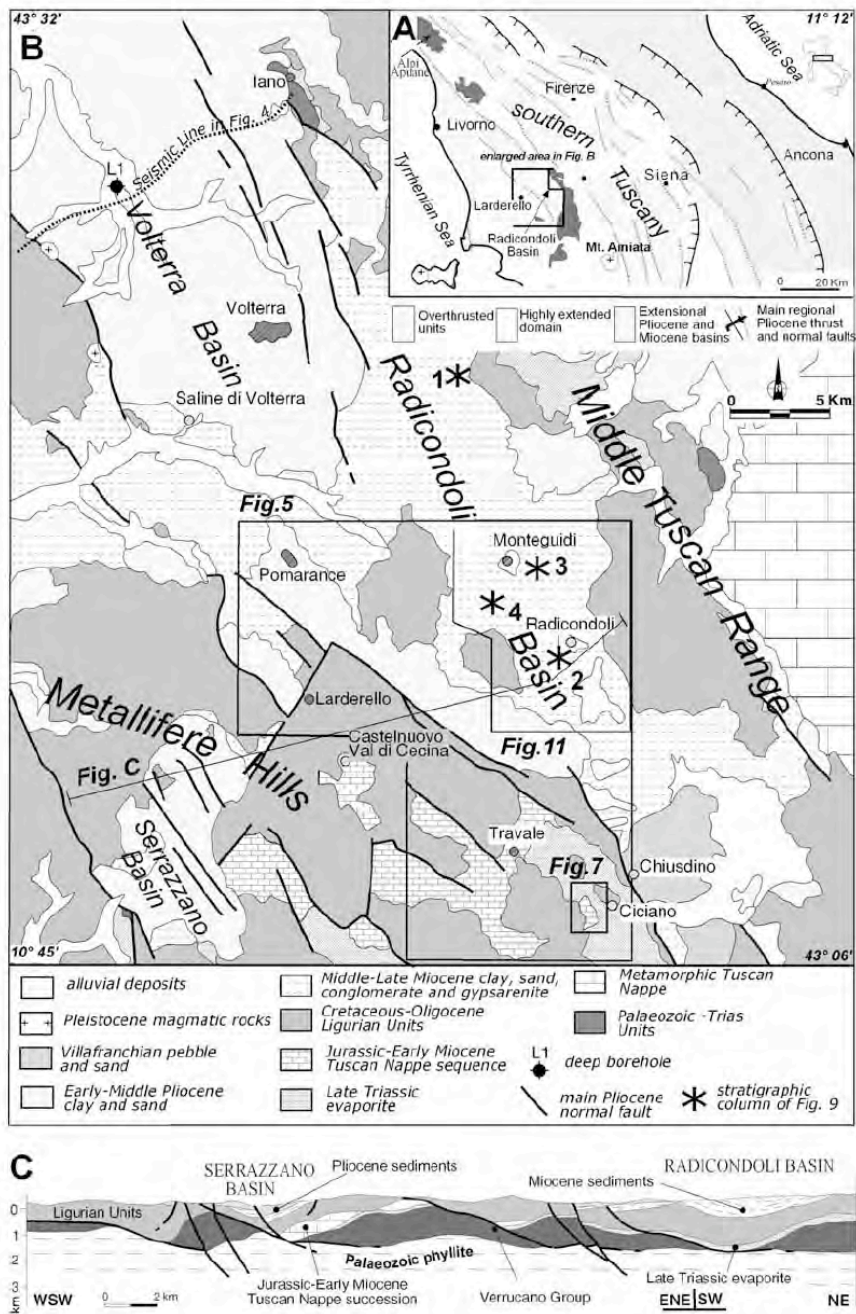 43° 32'
B
Iano
Seismic Line in Fig. 4
L1
Volterra
Basin
Volterra
Saline di Volterra
A
11° 12'
Alpi
Apuane
Livorno
Firenze
southern
Tuscany
enlarged area in Fig. B
Larderello
Radicondoli
Basin
Siena
Mt. Amiata
Tyrrhenian Sea
Adriatic Sea
Pesaro
Ancona
0 20 Km
Overthrusted
units
Highly extended
domain
Extensional
Pliocene and
Miocene basins
Main regional
Pliocene thrust
and normal faults
N
0 5 Km
1
Radicondoli
Basin
Middle Tuscan Range
Fig.5
Pomarance
Monteguidi
3
4
Radicondoli
2
Larderello
Metallifere
Hills
Castelnuovo
Val di Cecina
Fig.11
Fig. C
Serrazzano
Basin
Travale
Fig.7
Chiusdino
Ciciano
10° 45'
43° 06'
alluvial deposits
Pleistocene magmatic rocks
Villafranchian pebble
and sand
Early-Middle Pliocene
clay and sand
Middle-Late Miocene clay, sand,
conglomerate and gypsarenite
Cretaceous-Oligocene
Ligurian Units
Jurassic-Early Miocene
Tuscan Nappe sequence
Late Triassic
evaporite
Metamorphic Tuscan
Nappe
Palaeozoic -Trias
Units
L1
deep borehole
main Pliocene
normal fault
stratigraphic
column of Fig. 9
C
SERRAZZANO
BASIN
Pliocene sediments
Miocene sediments
RADICONDOLI BASIN
Ligurian Units
0
1
2
3
km
Palaeozoic phyllite
WSW
0 2 km
Jurassic-Early Miocene
Tuscan Nappe succession
Verrucano Group
Late Triassic evaporite
ENE SW
NE
0
1
2
3